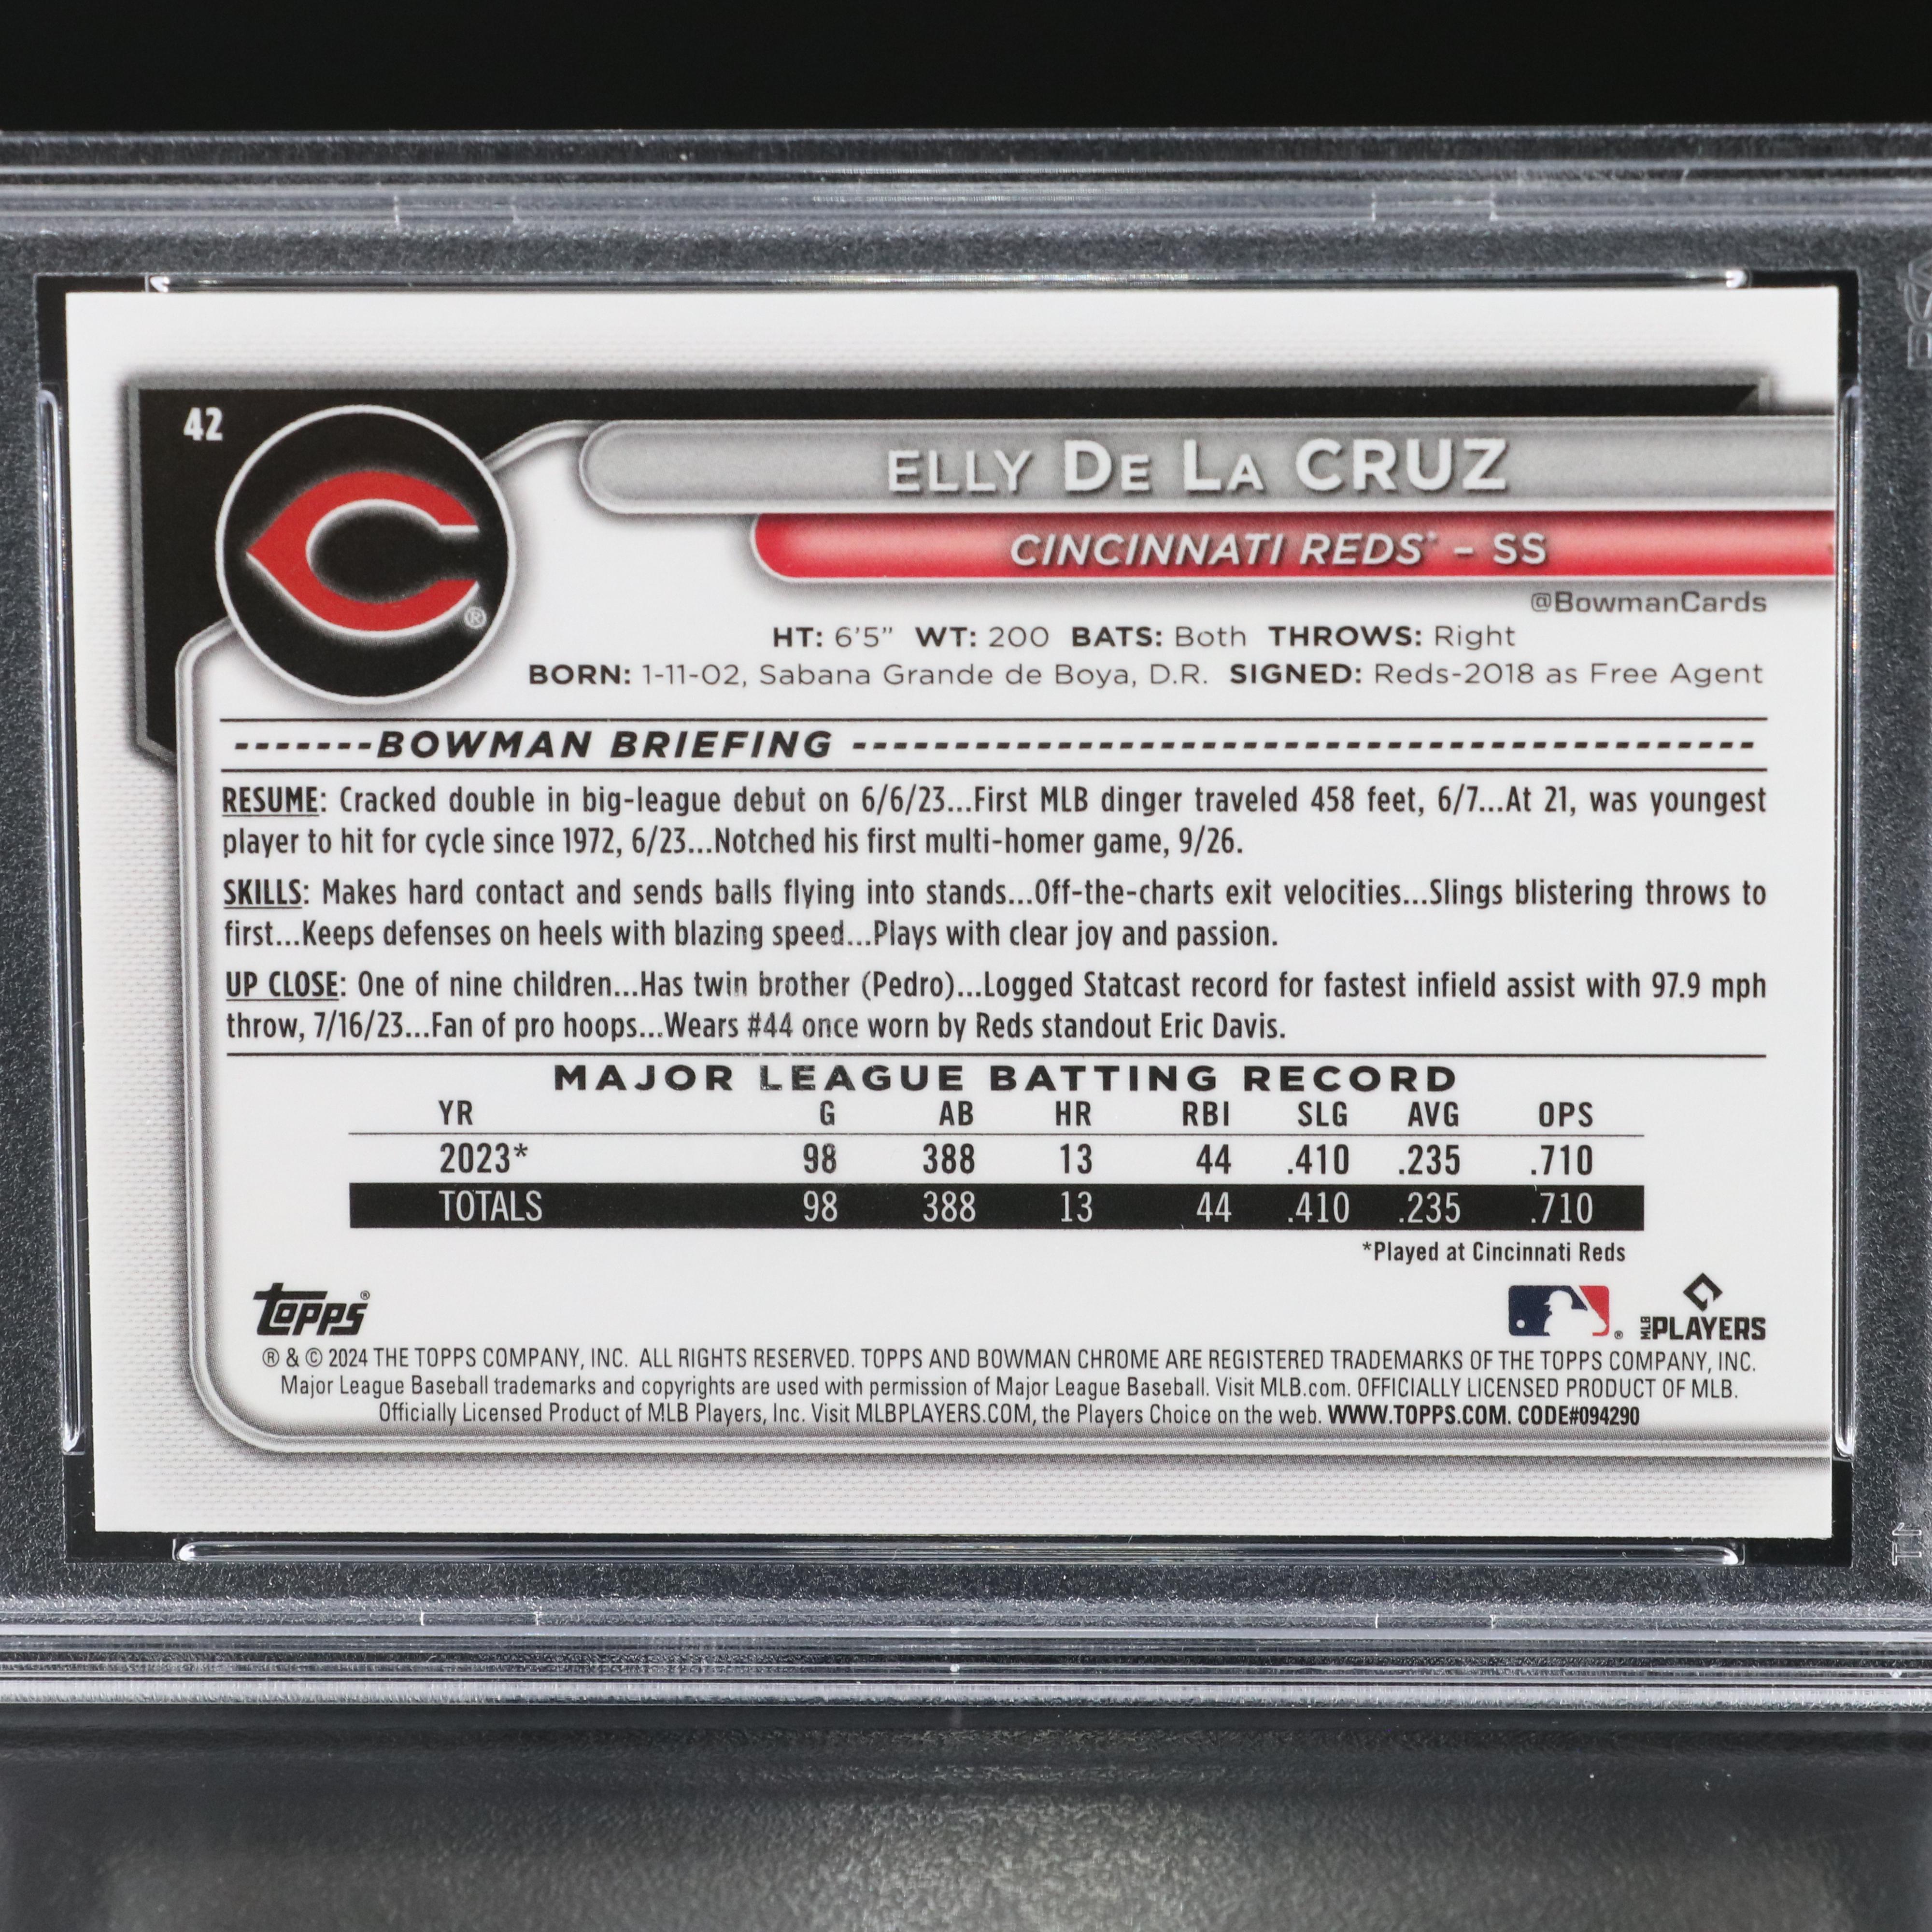 42
ELLY DE LA CRUZ
CINCINNATI REDS® – SS
@BowmanCards
HT: 6'5" WT: 200 BATS: Both THROWS: Right
BORN: 1-11-02, Sabana Grande de Boya, D.R. SIGNED: Reds-2018 as Free Agent
-------BOWMAN BRIEFING -------------------------------------------
RESUME: Cracked double in big-league debut on 6/6/23...First MLB dinger traveled 458 feet, 6/7...At 21, was youngest
player to hit for cycle since 1972, 6/23...Notched his first multi-homer game, 9/26.
SKILLS: Makes hard contact and sends balls flying into stands...Off-the-charts exit velocities...Slings blistering throws to
first...Keeps defenses on heels with blazing speed...Plays with clear joy and passion.
UP CLOSE: One of nine children...Has twin brother (Pedro)...Logged Statcast record for fastest infield assist with 97.9 mph
throw, 7/16/23...Fan of pro hoops...Wears #44 once worn by Reds standout Eric Davis.
MAJOR LEAGUE BATTING RECORD
YR G AB HR RBI SLG AVG OPS
2023* 98 388 13 44 .410 .235 .710
TOTALS 98 388 13 44 .410 .235 .710
*Played at Cincinnati Reds
topps®
MLB PLAYERS
® & © 2024 THE TOPPS COMPANY, INC. ALL RIGHTS RESERVED. TOPPS AND BOWMAN CHROME ARE REGISTERED TRADEMARKS OF THE TOPPS COMPANY, INC.
Major League Baseball trademarks and copyrights are used with permission of Major League Baseball. Visit MLB.com. OFFICIALLY LICENSED PRODUCT OF MLB.
Officially Licensed Product of MLB Players, Inc. Visit MLBPLAYERS.COM, the Players Choice on the web. WWW.TOPPS.COM. CODE#094290